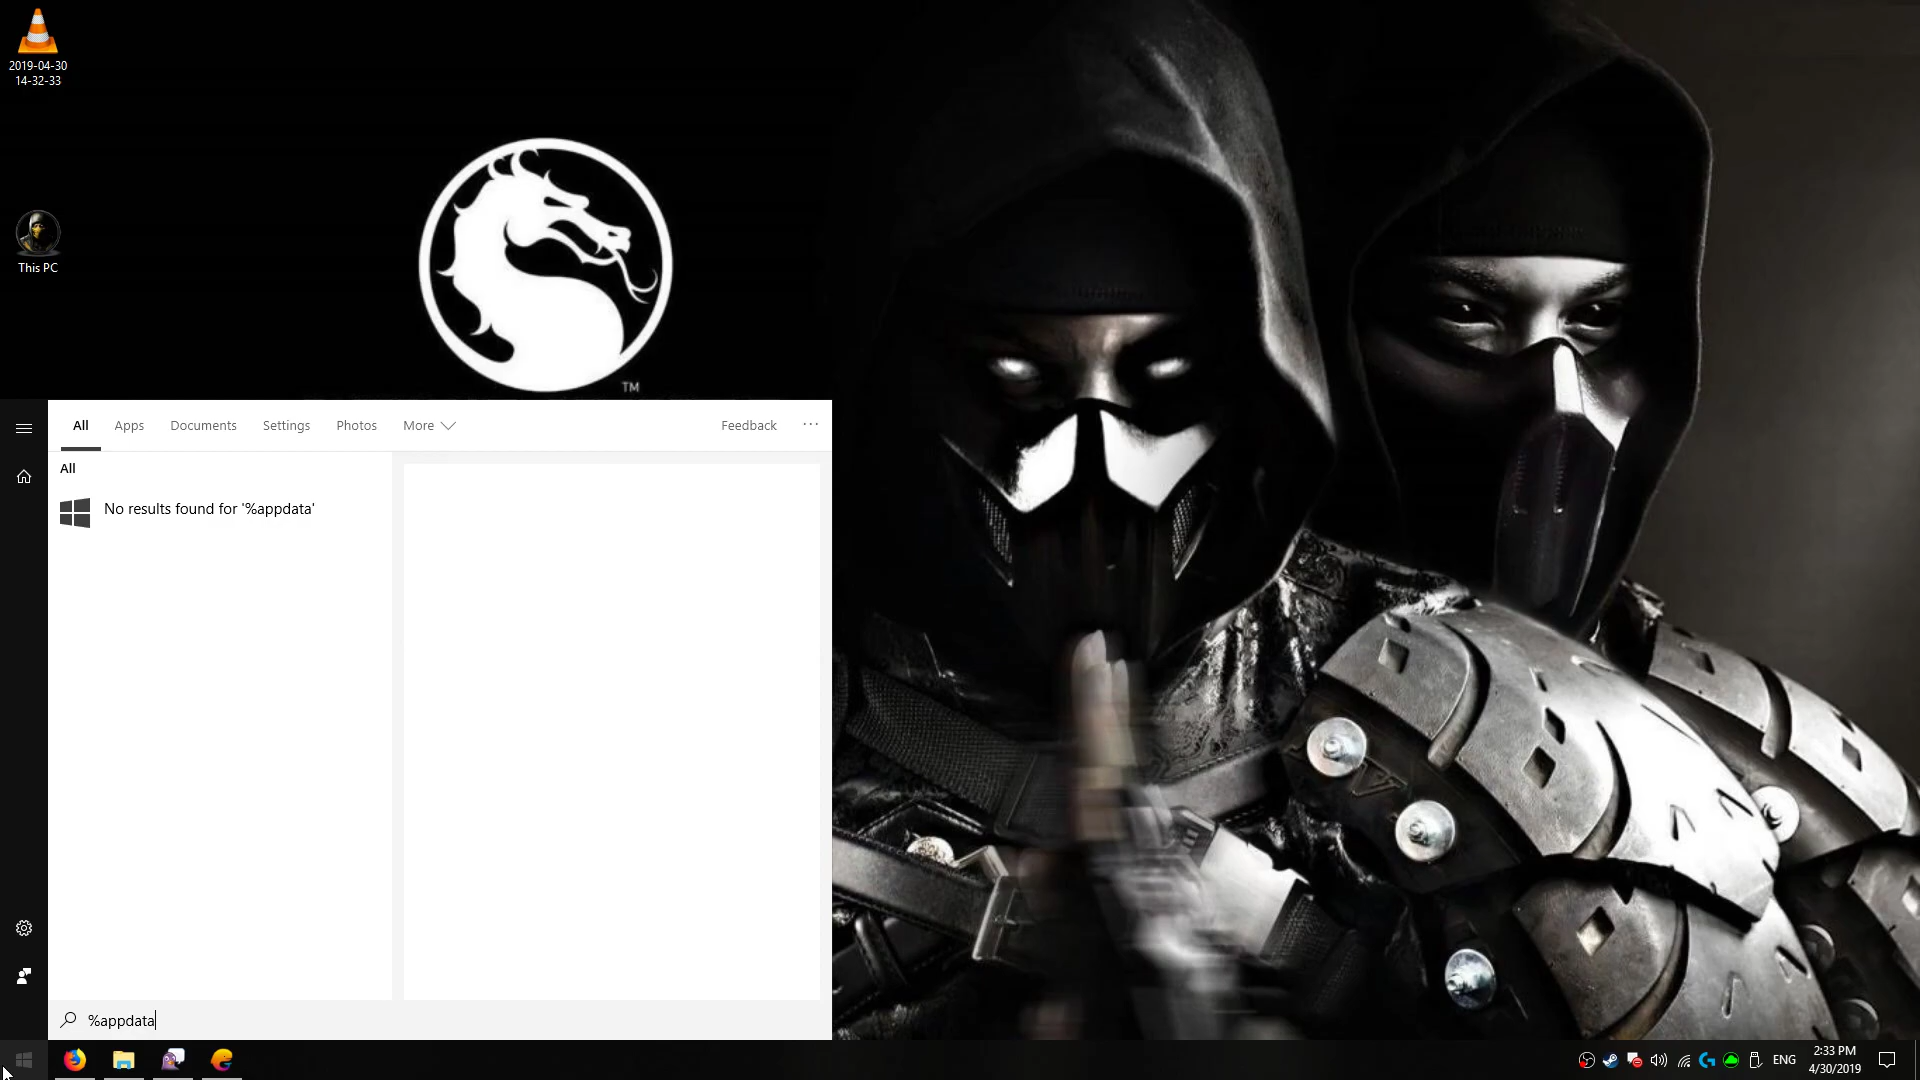 2019-04-30
14-32-33
This PC
TM
All Apps Documents Settings Photos More Feedback ...
All
No results found for '%appdata'
%appdata
ENG
2:33 PM
4/30/2019